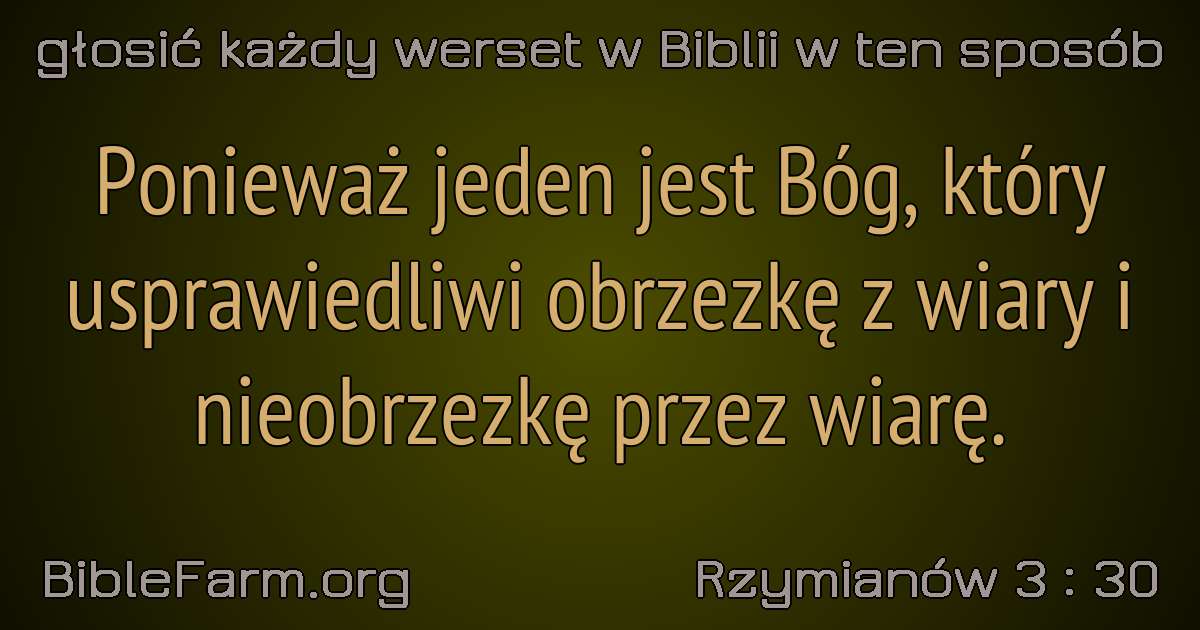 głosić każdy werset w Biblii w ten sposób
Ponieważ jeden jest Bóg, który
usprawiedliwi obrzezkę z wiary i
nieobrzezkę przez wiarę.
BibleFarm.org
Rzymianów 3 : 30